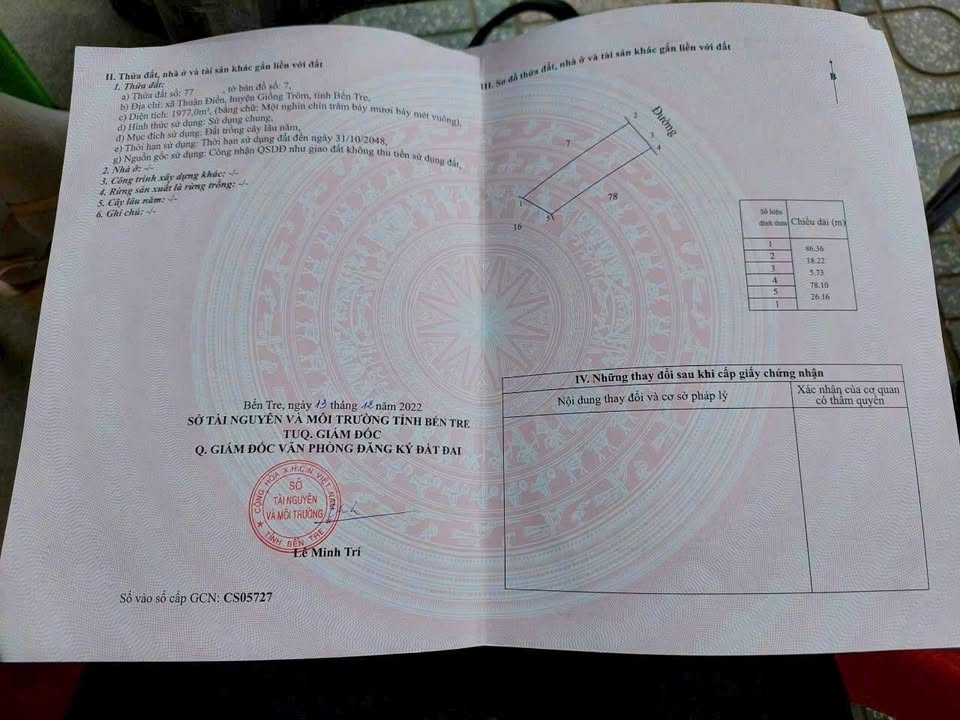 II. Thửa đất, nhà ở và tài sản khác gắn liền với đất
1. Thửa đất:
a) Thửa đất số: 77 , tờ bản đồ số: 7,
b) Địa chỉ: xã Thuận Điền, huyện Giồng Trôm, tỉnh Bến Tre,
c) Diện tích: 1977,0m², (bằng chữ: Một nghìn chín trăm bảy mươi bảy mét vuông),
d) Hình thức sử dụng: Sử dụng chung,
đ) Mục đích sử dụng: Đất trồng cây lâu năm,
e) Thời hạn sử dụng: Thời hạn sử dụng đất đến ngày 31/10/2048,
g) Nguồn gốc sử dụng: Công nhận QSDĐ như giao đất không thu tiền sử dụng đất,
2. Nhà ở: -/-
3. Công trình xây dựng khác: -/-
4. Rừng sản xuất là rừng trồng: -/-
5. Cây lâu năm: -/-
6. Ghi chú: -/-
Bến Tre, ngày 13 tháng 12 năm 2022
SỞ TÀI NGUYÊN VÀ MÔI TRƯỜNG TỈNH BẾN TRE
TUQ. GIÁM ĐỐC
Q. GIÁM ĐỐC VĂN PHÒNG ĐĂNG KÝ ĐẤT ĐAI
CỘNG HÒA X.H.C.N VIỆT NAM
SỞ
TÀI NGUYÊN
VÀ MÔI TRƯỜNG
TỈNH BẾN TRE
Lê Minh Trí
Số vào sổ cấp GCN: CS05727
III. Sơ đồ thửa đất, nhà ở và tài sản khác gắn liền với đất
B
Đường
2
3
4
7
78
1
5
16
Số hiệu đỉnh thửa Chiều dài (m)
1
86.36
2
18.22
3
5.73
4
78.10
5
26.16
1
IV. Những thay đổi sau khi cấp giấy chứng nhận
Nội dung thay đổi và cơ sở pháp lý
Xác nhận của cơ quan
có thẩm quyền